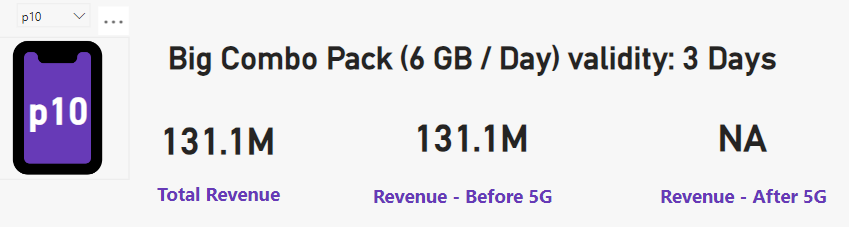 p10
...
p10
Big Combo Pack (6 GB / Day) validity: 3 Days
131.1M 131.1M NA
Total Revenue Revenue - Before 5G Revenue - After 5G